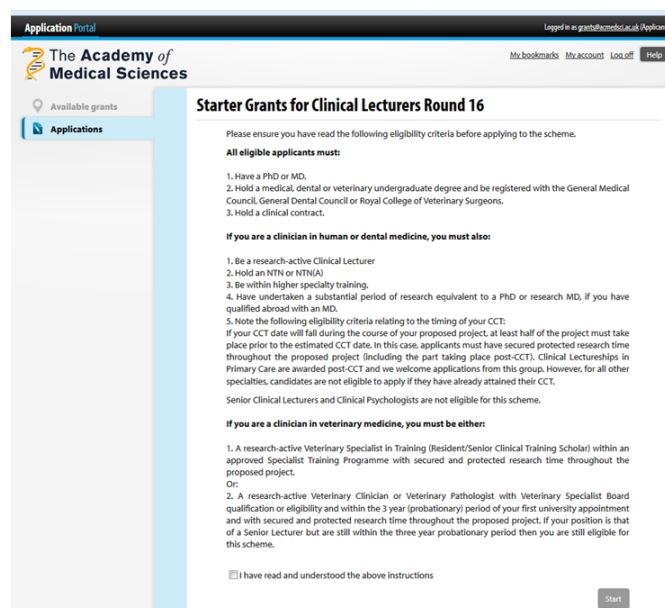 Application Portal
Logged in as grants@acmedsci.ac.uk (Applican
The Academy of
Medical Sciences
My bookmarks My account Log off Help
Available grants
Applications
Starter Grants for Clinical Lecturers Round 16
Please ensure you have read the following eligibility criteria before applying to the scheme.
All eligible applicants must:
1. Have a PhD or MD.
2. Hold a medical, dental or veterinary undergraduate degree and be registered with the General Medical
Council, General Dental Council or Royal College of Veterinary Surgeons.
3. Hold a clinical contract.
If you are a clinician in human or dental medicine, you must also:
1. Be a research-active Clinical Lecturer
2. Hold an NTN or NTN(A)
3. Be within higher specialty training.
4. Have undertaken a substantial period of research equivalent to a PhD or research MD, if you have
qualified abroad with an MD.
5. Note the following eligibility criteria relating to the timing of your CCT:
If your CCT date will fall during the course of your proposed project, at least half of the project must take
place prior to the estimated CCT date. In this case, applicants must have secured protected research time
throughout the proposed project (including the part taking place post-CCT). Clinical Lectureships in
Primary Care are awarded post-CCT and we welcome applications from this group. However, for all other
specialties, candidates are not eligible to apply if they have already attained their CCT.
Senior Clinical Lecturers and Clinical Psychologists are not eligible for this scheme.
If you are a clinician in veterinary medicine, you must be either:
1. A research-active Veterinary Specialist in Training (Resident/Senior Clinical Training Scholar) within an
approved Specialist Training Programme with secured and protected research time throughout the
proposed project.
Or:
2. A research-active Veterinary Clinician or Veterinary Pathologist with Veterinary Specialist Board
qualification or eligibility and within the 3 year (probationary) period of your first university appointment
and with secured and protected research time throughout the proposed project. If your position is that
of a Senior Lecturer but are still within the three year probationary period then you are still eligible for
this scheme.
I have read and understood the above instructions
Start